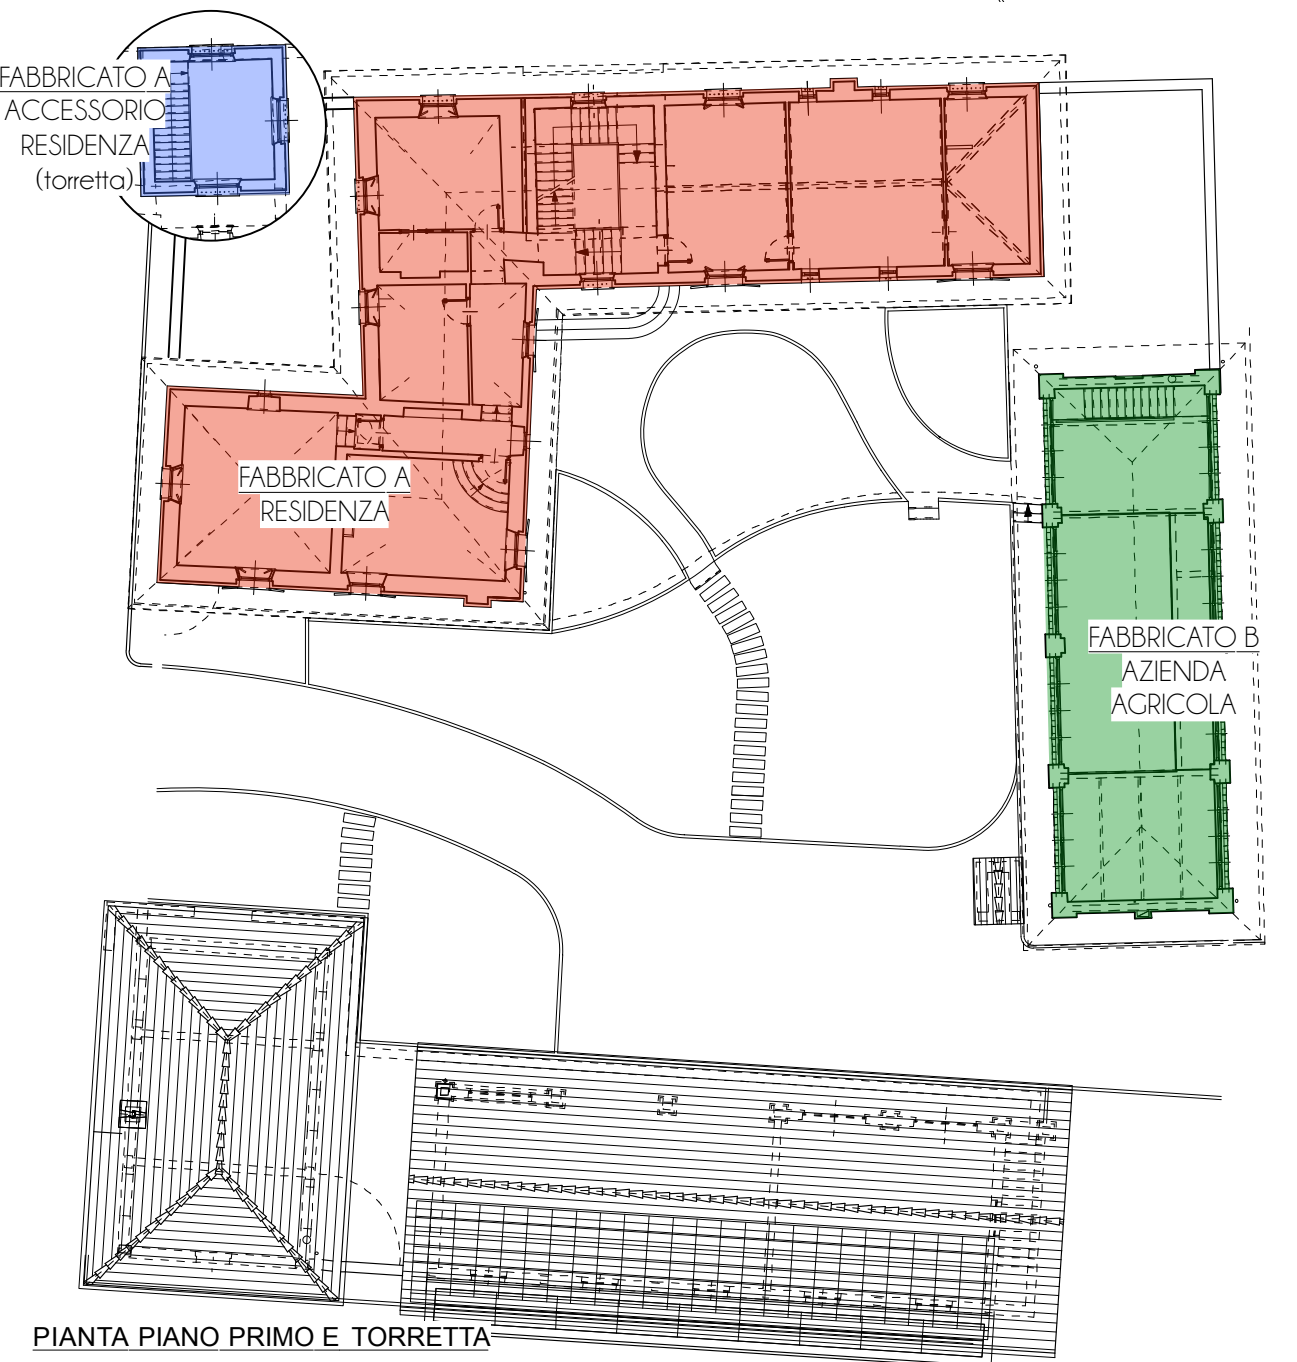 FABBRICATO A
ACCESSORIO
RESIDENZA
(torretta)
FABBRICATO A
RESIDENZA
FABBRICATO B
AZIENDA
AGRICOLA
PIANTA PIANO PRIMO E TORRETTA